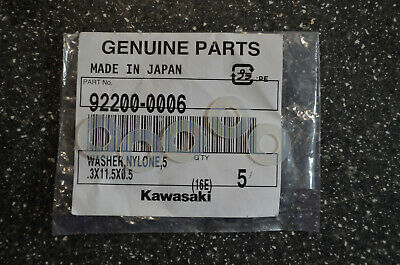 GENUINE PARTS
MADE IN JAPAN
PART No.
PE
92200-0006
WASHER,NYLONE,5
.3X11.5X0.5
Q'TY
(16E)
5
Kawasaki